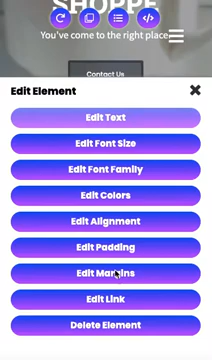 SHOPPE
You've come to the right place
Contact Us
Edit Element
Edit Text
Edit Font Size
Edit Font Family
Edit Colors
Edit Alignment
Edit Padding
Edit Margins
Edit Link
Delete Element